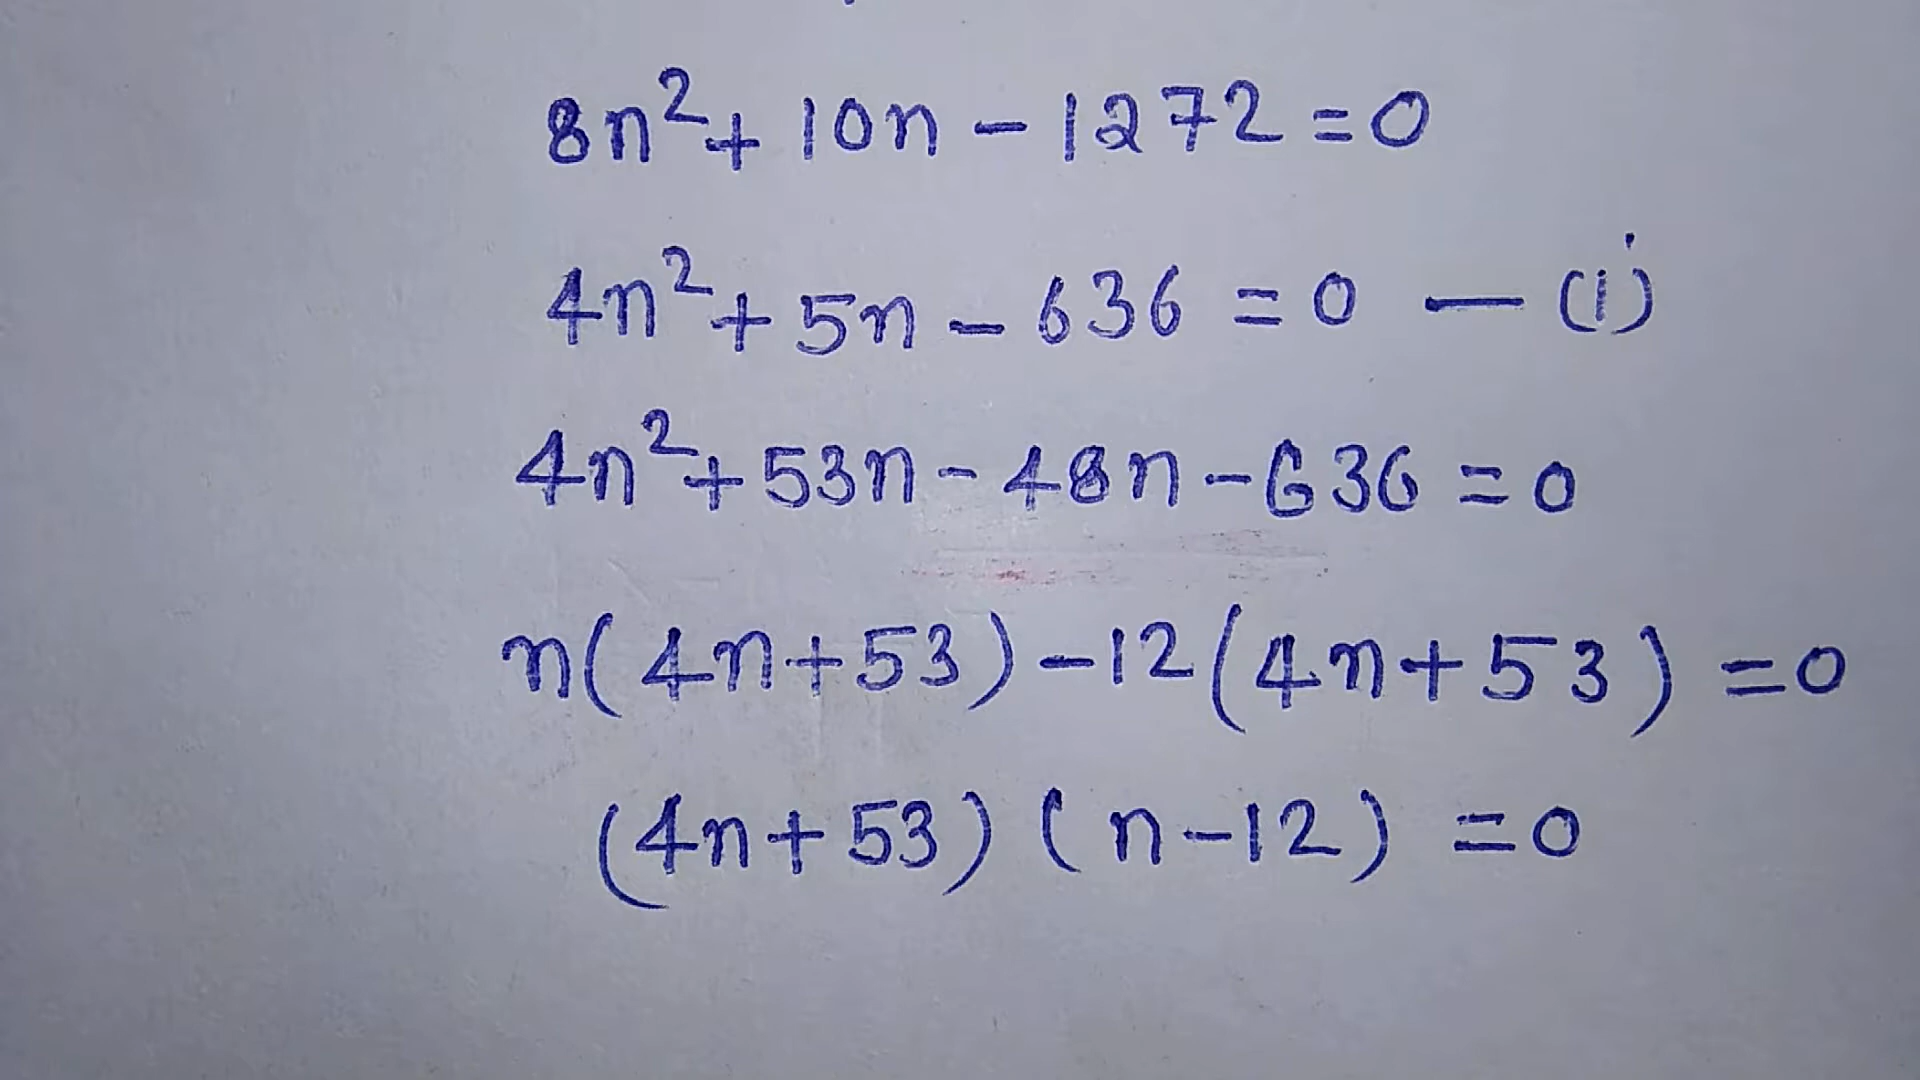 8n²+10n-1272=0
4n²+5n-636=0 — (i)
4n²+53n-48n-636=0
n(4n+53)-12(4n+53)=0
(4n+53)(n-12)=0